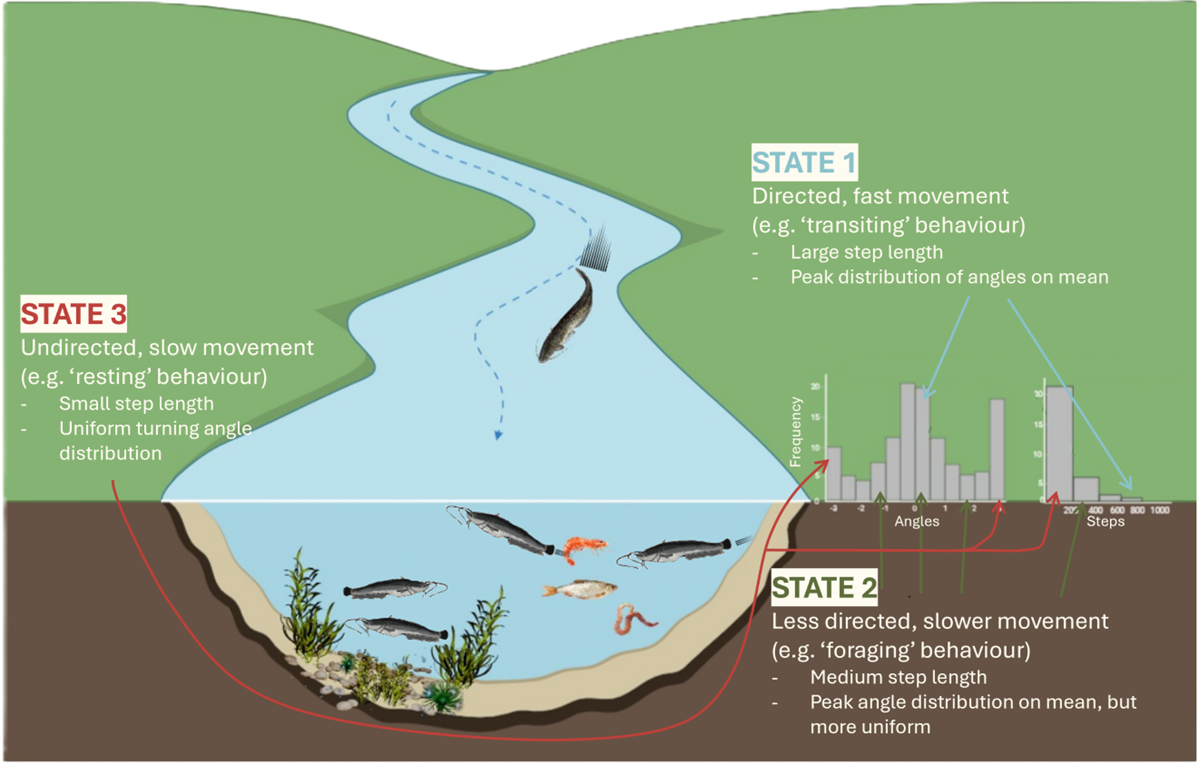 STATE 1
Directed, fast movement
(e.g. ‘transiting’ behaviour)
- Large step length
- Peak distribution of angles on mean
STATE 3
Undirected, slow movement
(e.g. ‘resting’ behaviour)
- Small step length
- Uniform turning angle
distribution
Frequency
20
15
10
5
0
-3 -2 -1 0 1 2
Angles
20
15
10
5
0
200 400 600 800 1000
Steps
STATE 2
Less directed, slower movement
(e.g. ‘foraging’ behaviour)
- Medium step length
- Peak angle distribution on mean, but
more uniform